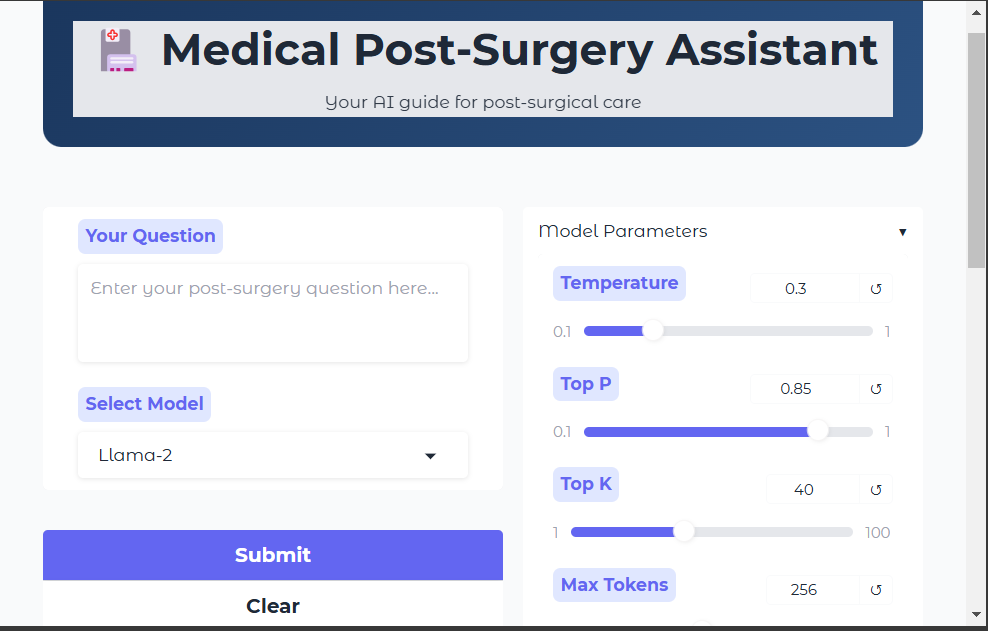 Medical Post-Surgery Assistant
Your AI guide for post-surgical care
Your Question
Enter your post-surgery question here...
Select Model
Llama-2
Submit
Clear
Model Parameters
Temperature
0.3
0.1
1
Top P
0.85
0.1
1
Top K
40
1
100
Max Tokens
256